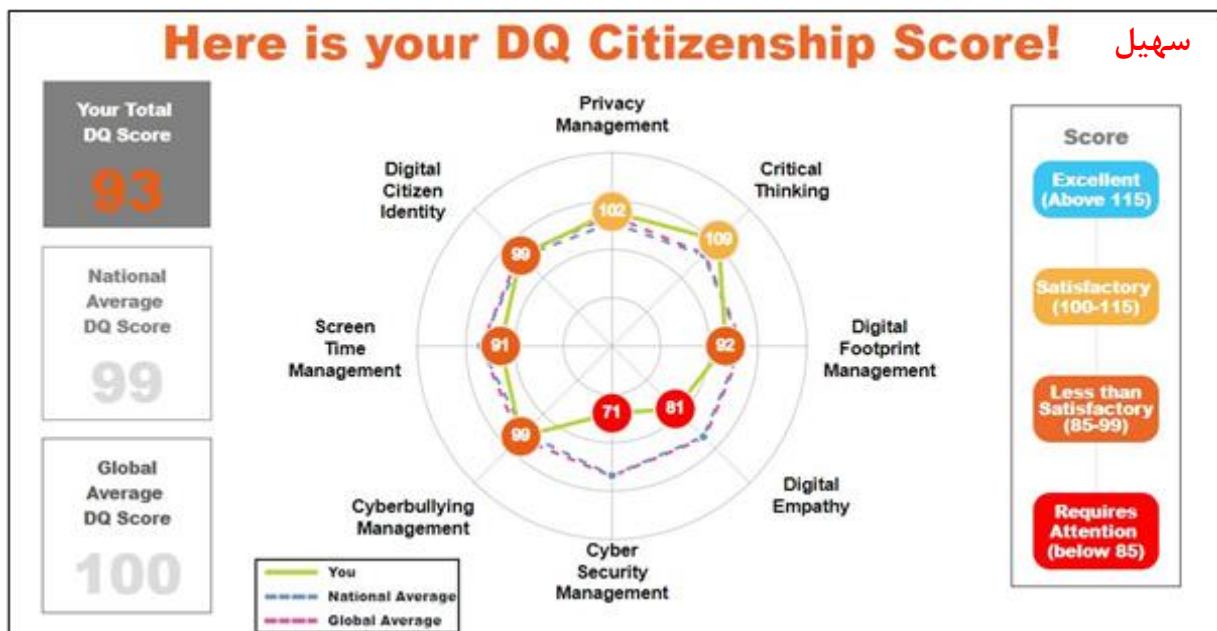 Here is your DQ Citizenship Score!
سهيل
Your Total
DQ Score
93
National
Average
DQ Score
99
Global
Average
DQ Score
100
Privacy
Management
Critical
Thinking
Digital
Footprint
Management
Digital
Empathy
Cyber
Security
Management
Cyberbullying
Management
Screen
Time
Management
Digital
Citizen
Identity
102
109
92
81
71
99
91
99
You
National Average
Global Average
Score
Excellent
(Above 115)
Satisfactory
(100-115)
Less than
Satisfactory
(85-99)
Requires
Attention
(below 85)